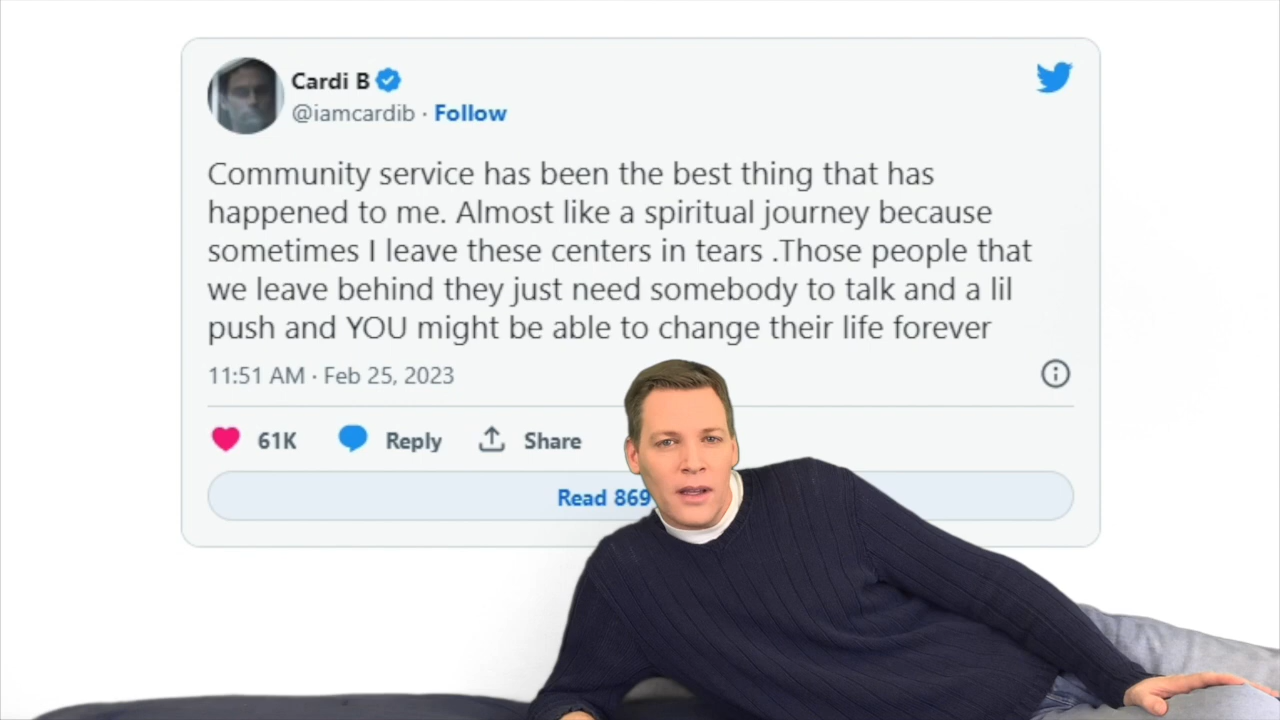 Cardi B
@iamcardib · Follow
Community service has been the best thing that has
happened to me. Almost like a spiritual journey because
sometimes I leave these centers in tears .Those people that
we leave behind they just need somebody to talk and a lil
push and YOU might be able to change their life forever
11:51 AM · Feb 25, 2023
61K Reply Share
Read 869